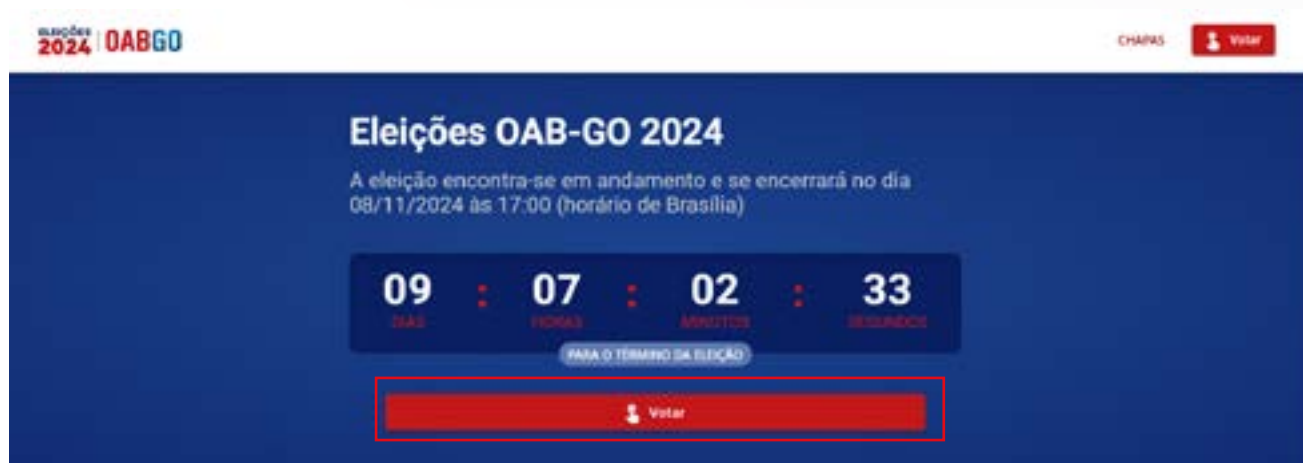 eleições
2024 OABGO
CHAPAS
Votar
Eleições OAB-GO 2024
A eleição encontra-se em andamento e se encerrará no dia
08/11/2024 às 17:00 (horário de Brasília)
09 : 07 : 02 : 33
DIAS HORAS MINUTOS SEGUNDOS
PARA O TÉRMINO DA ELEIÇÃO
Votar